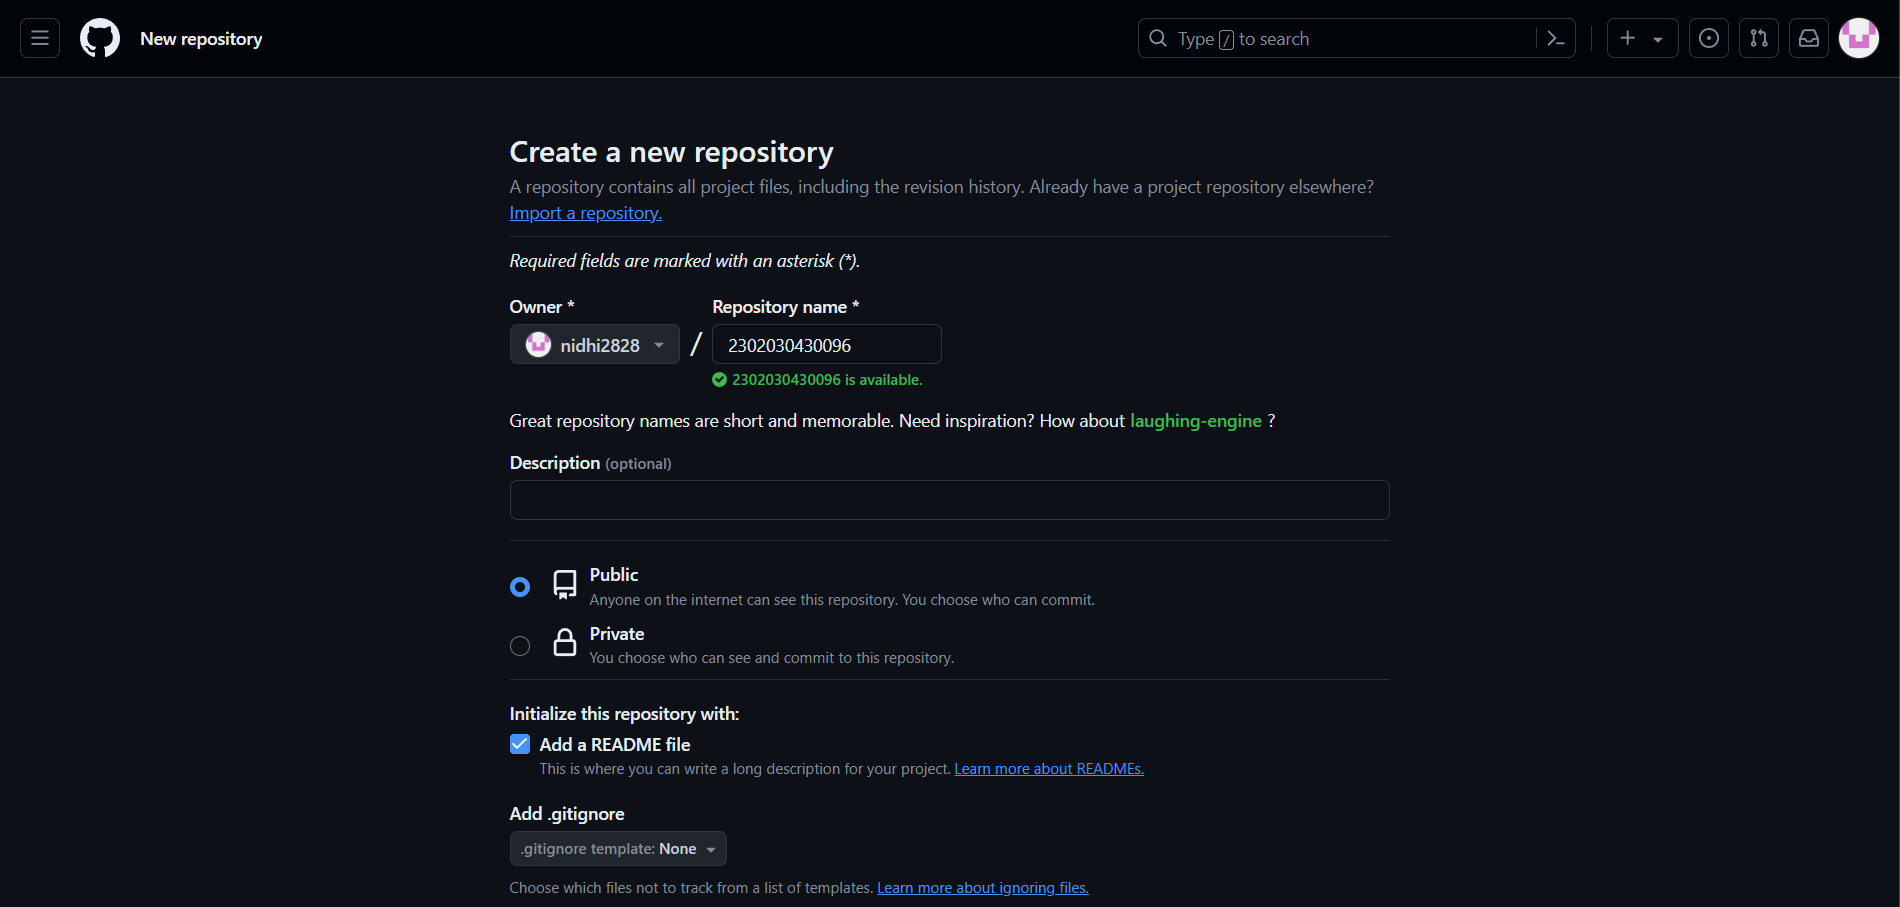 New repository
Type / to search
Create a new repository
A repository contains all project files, including the revision history. Already have a project repository elsewhere?
Import a repository.
Required fields are marked with an asterisk (*).
Owner * Repository name *
nidhi2828 / 2302030430096
2302030430096 is available.
Great repository names are short and memorable. Need inspiration? How about laughing-engine ?
Description (optional)
Public
Anyone on the internet can see this repository. You choose who can commit.
Private
You choose who can see and commit to this repository.
Initialize this repository with:
Add a README file
This is where you can write a long description for your project. Learn more about READMEs.
Add .gitignore
.gitignore template: None
Choose which files not to track from a list of templates. Learn more about ignoring files.